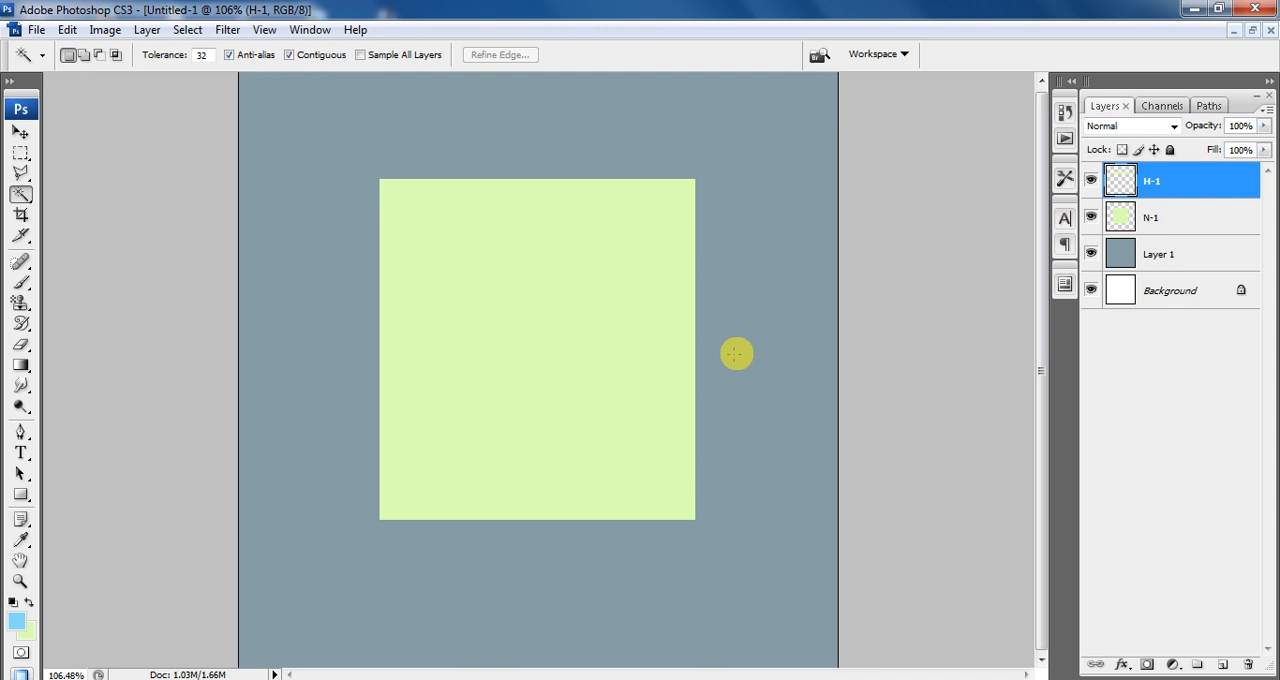 Ps Adobe Photoshop CS3 - [Untitled-1 @ 106% (H-1, RGB/8)]
File Edit Image Layer Select Filter View Window Help
Tolerance: 32 Anti-alias Contiguous Sample All Layers Refine Edge... Workspace
Ps
Layers Channels Paths
Normal Opacity: 100%
Lock: Fill: 100%
H-1
N-1
Layer 1
Background
106.48% Doc: 1.03M/1.66M